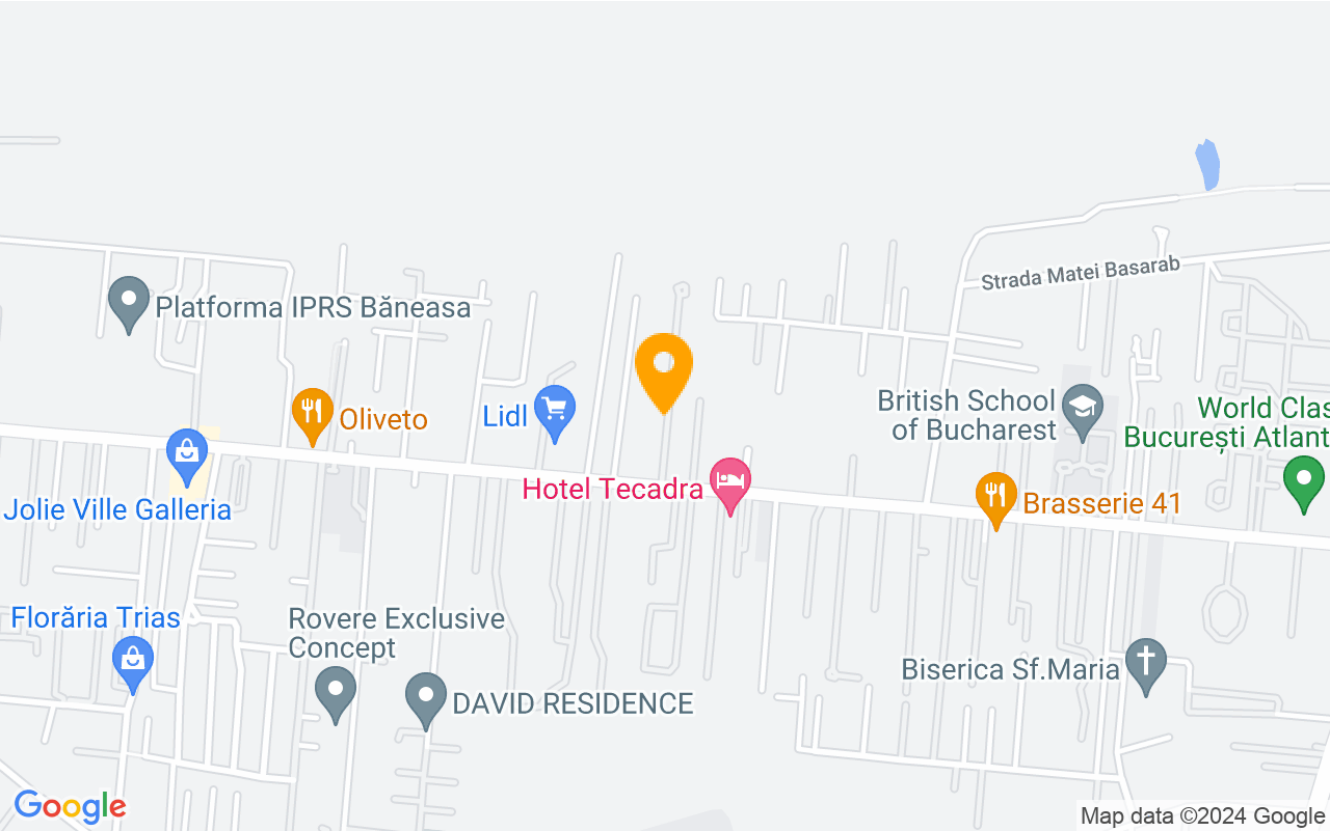 Strada Matei Basarab
Platforma IPRS Băneasa
Oliveto
Lidl
British School
of Bucharest
World Clas
București Atlant
Hotel Tecadra
Jolie Ville Galleria
Brasserie 41
Florăria Trias
Rovere Exclusive
Concept
Biserica Sf.Maria
DAVID RESIDENCE
Google
Map data ©2024 Google